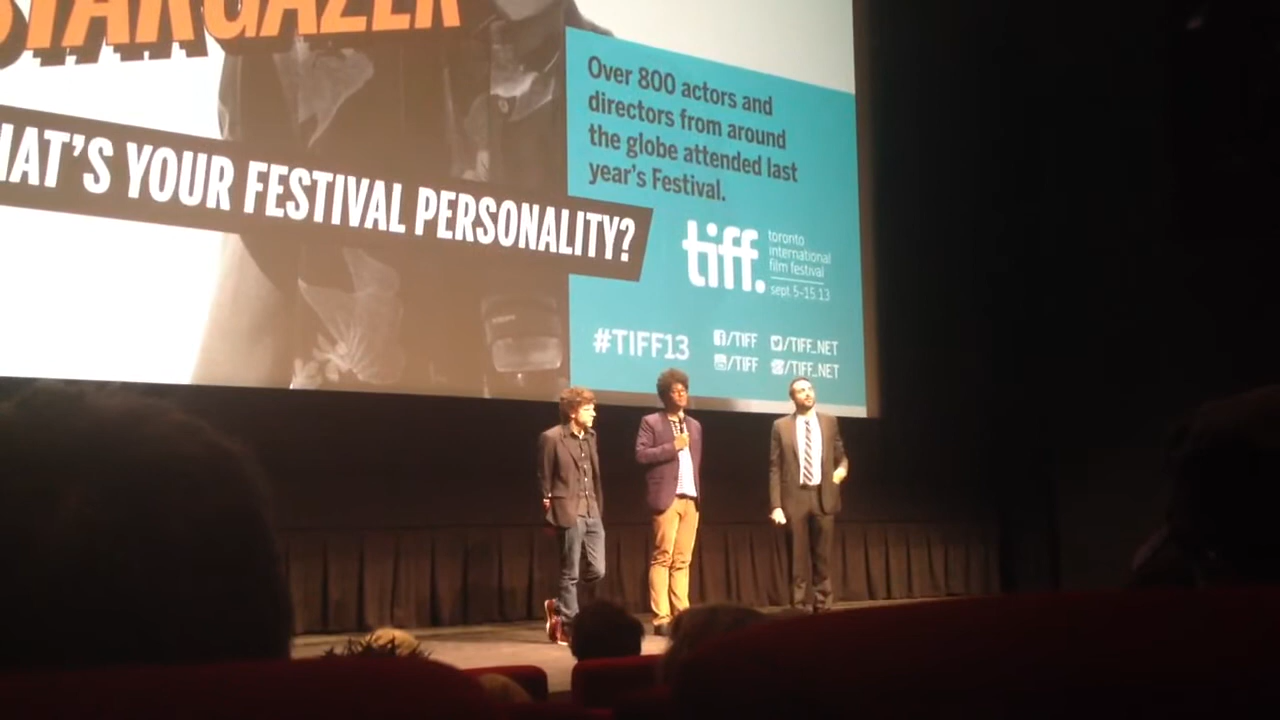 STARGAZER
HAT'S YOUR FESTIVAL PERSONALITY?
Over 800 actors and
directors from around
the globe attended last
year's Festival.
tiff.
toronto
international
film festival
sept. 5-15.13
#TIFF13
/TIFF /TIFF_NET
/TIFF /TIFF_NET